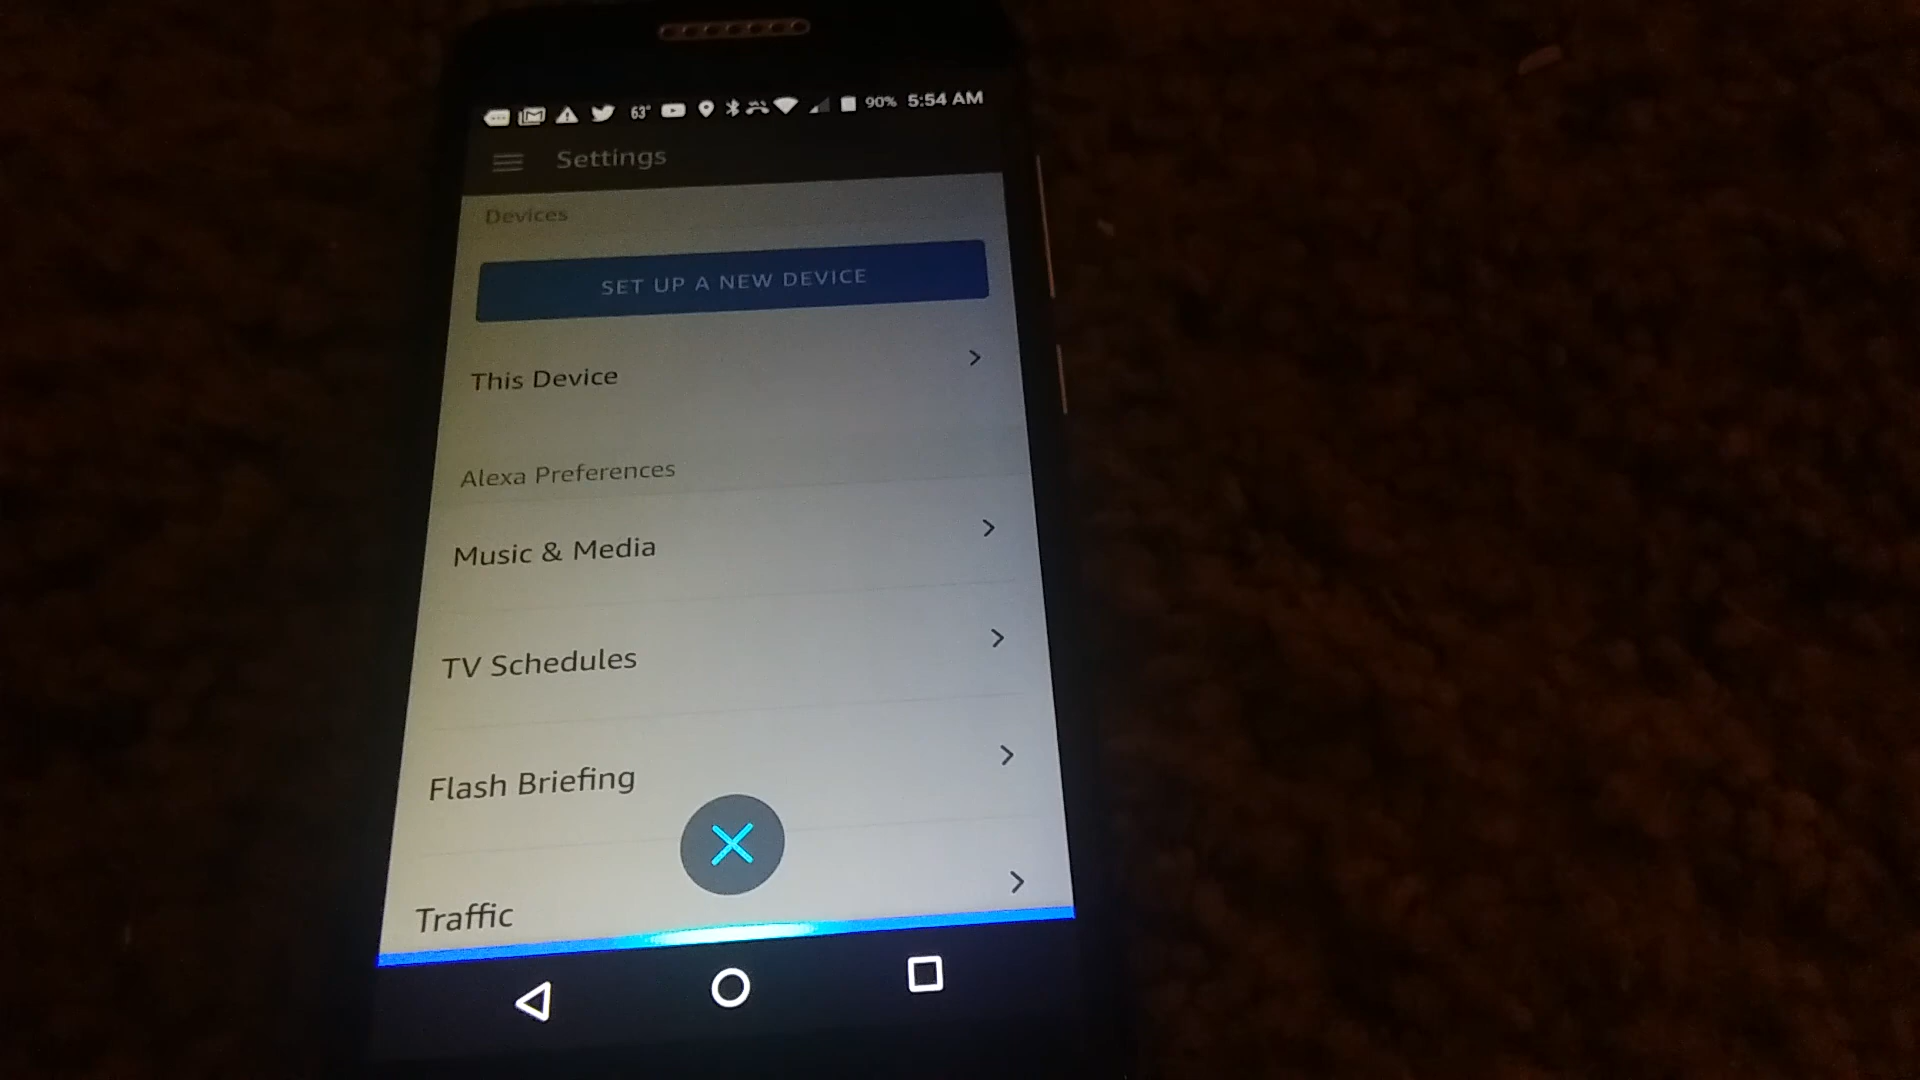 63° 90% 5:54 AM
Settings
Devices
SET UP A NEW DEVICE
This Device
Alexa Preferences
Music & Media
TV Schedules
Flash Briefing
Traffic